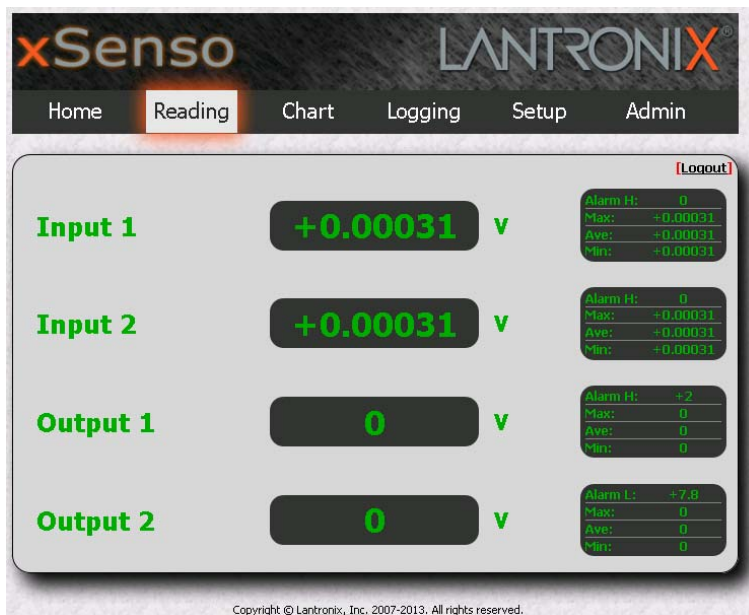 xSenso LANTRONIX®
Home Reading Chart Logging Setup Admin
[Logout]
Input 1 +0.00031 V
Alarm H: 0
Max: +0.00031
Ave: +0.00031
Min: +0.00031
Input 2 +0.00031 V
Alarm H: 0
Max: +0.00031
Ave: +0.00031
Min: +0.00031
Output 1 0 V
Alarm H: +2
Max: 0
Ave: 0
Min: 0
Output 2 0 V
Alarm L: +7.8
Max: 0
Ave: 0
Min: 0
Copyright © Lantronix, Inc. 2007-2013. All rights reserved.